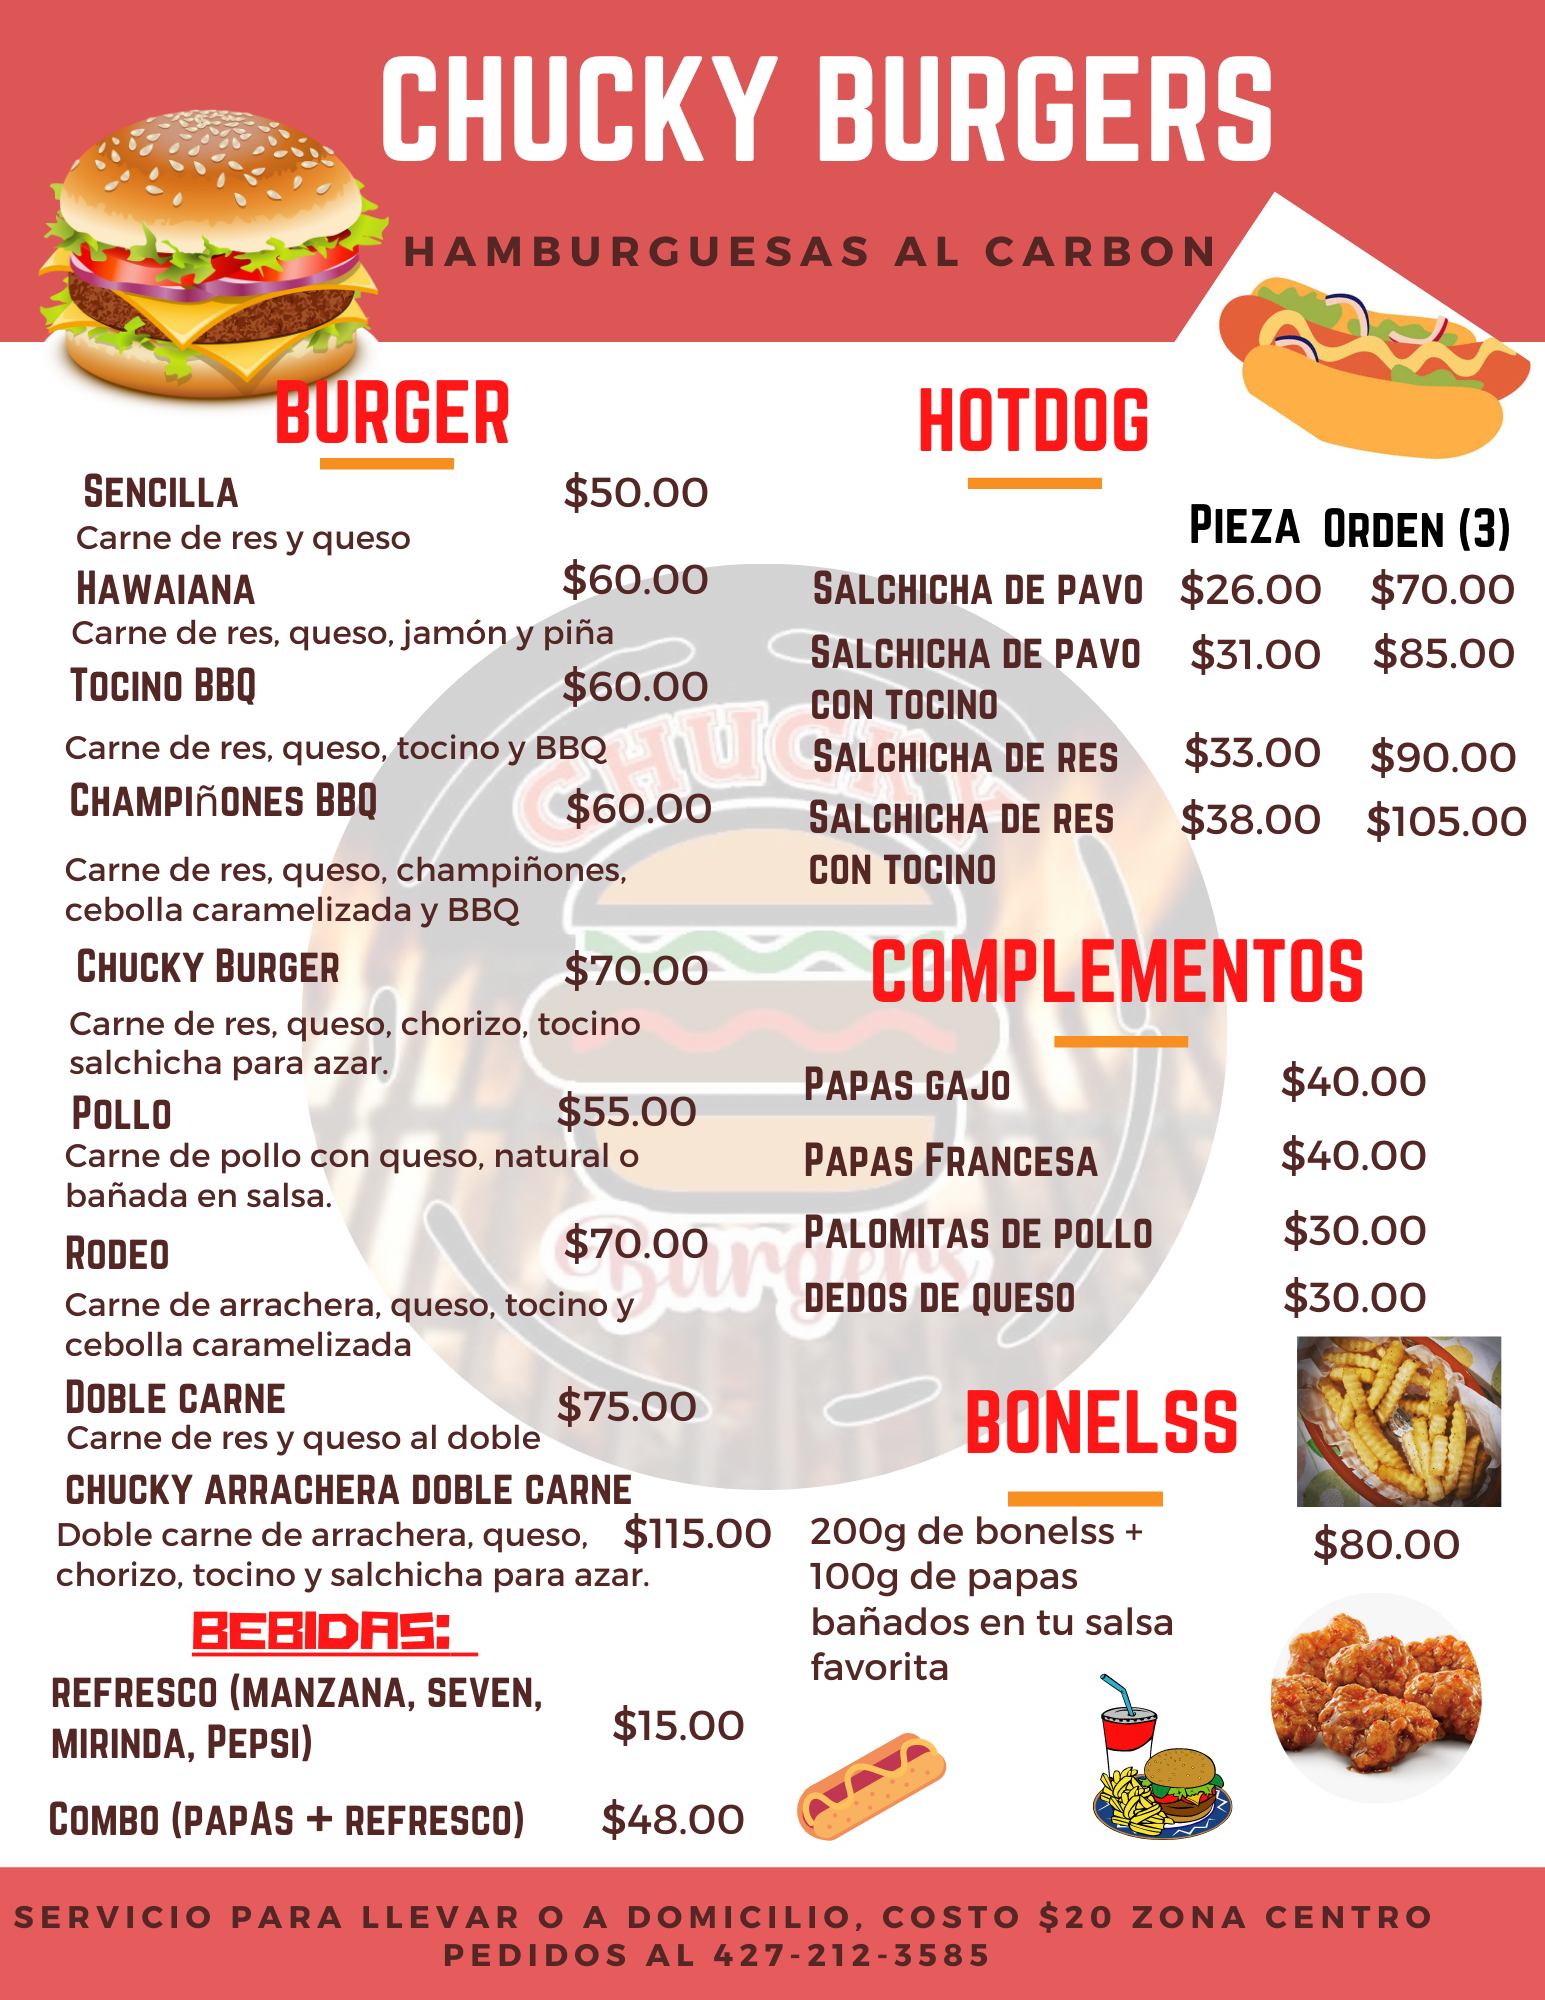 CHUCKY BURGERS
HAMBURGUESAS AL CARBON
BURGER
SENCILLA $50.00
Carne de res y queso
HAWAIANA $60.00
Carne de res, queso, jamón y piña
TOCINO BBQ $60.00
Carne de res, queso, tocino y BBQ
CHAMPIñONES BBQ $60.00
Carne de res, queso, champiñones,
cebolla caramelizada y BBQ
CHUCKY BURGER $70.00
Carne de res, queso, chorizo, tocino
salchicha para azar.
POLLO $55.00
Carne de pollo con queso, natural o
bañada en salsa.
RODEO $70.00
Carne de arrachera, queso, tocino y
cebolla caramelizada
DOBLE CARNE $75.00
Carne de res y queso al doble
CHUCKY ARRACHERA DOBLE CARNE
Doble carne de arrachera, queso, $115.00
chorizo, tocino y salchicha para azar.
BEBIDAS:
REFRESCO (MANZANA, SEVEN,
MIRINDA, PEPSI) $15.00
COMBO (PAPAS + REFRESCO) $48.00
HOTDOG
PIEZA ORDEN (3)
SALCHICHA DE PAVO $26.00 $70.00
SALCHICHA DE PAVO $31.00 $85.00
CON TOCINO
SALCHICHA DE RES $33.00 $90.00
SALCHICHA DE RES $38.00 $105.00
CON TOCINO
COMPLEMENTOS
PAPAS GAJO $40.00
PAPAS FRANCESA $40.00
PALOMITAS DE POLLO $30.00
DEDOS DE QUESO $30.00
BONELSS
200g de bonelss + $80.00
100g de papas
bañados en tu salsa
favorita
CHUCKY
Burgers
SERVICIO PARA LLEVAR O A DOMICILIO, COSTO $20 ZONA CENTRO
PEDIDOS AL 427-212-3585